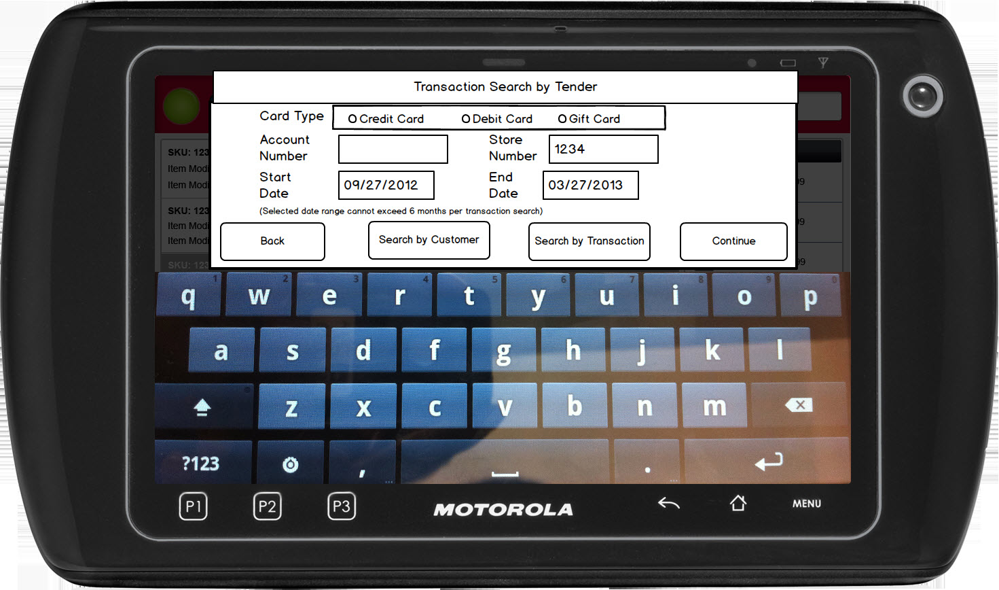 Transaction Search by Tender
Card Type
Credit Card Debit Card Gift Card
Account Number
Store Number 1234
Start Date 09/27/2012
End Date 03/27/2013
(Selected date range cannot exceed 6 months per transaction search)
Back Search by Customer Search by Transaction Continue
SKU: 123
Item Modi
Item Modi
99
SKU: 123
Item Modi
Item Modi
99
SKU: 123
99
1 2 3 4 5 6 7 8 9 0
q w e r t y u i o p
a s d f g h j k l
z x c v b n m
?123 , .
P1 P2 P3 MOTOROLA MENU